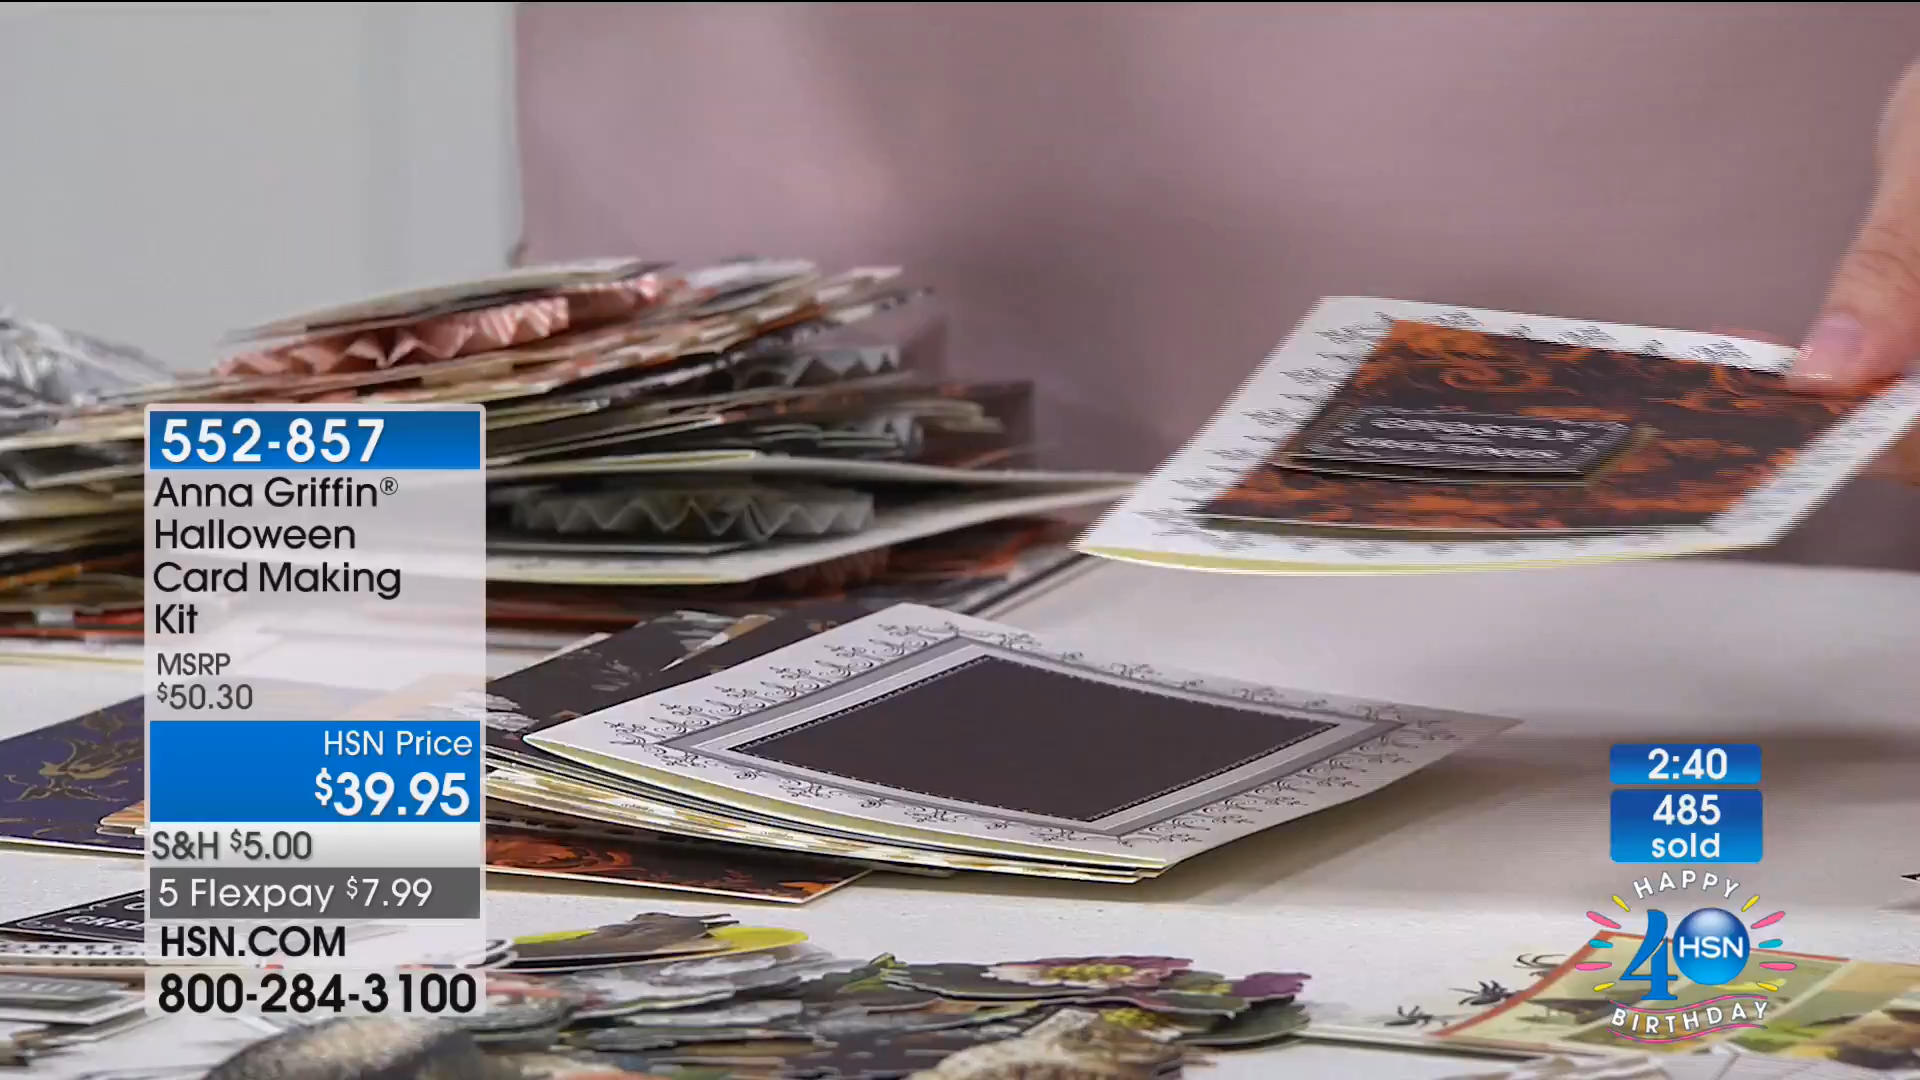 552-857
Anna Griffin®
Halloween
Card Making
Kit
MSRP
$50.30
HSN Price
$39.95
S&H $5.00
5 Flexpay $7.99
HSN.COM
800-284-3100
2:40
485
sold
HAPPY
40 HSN
BIRTHDAY